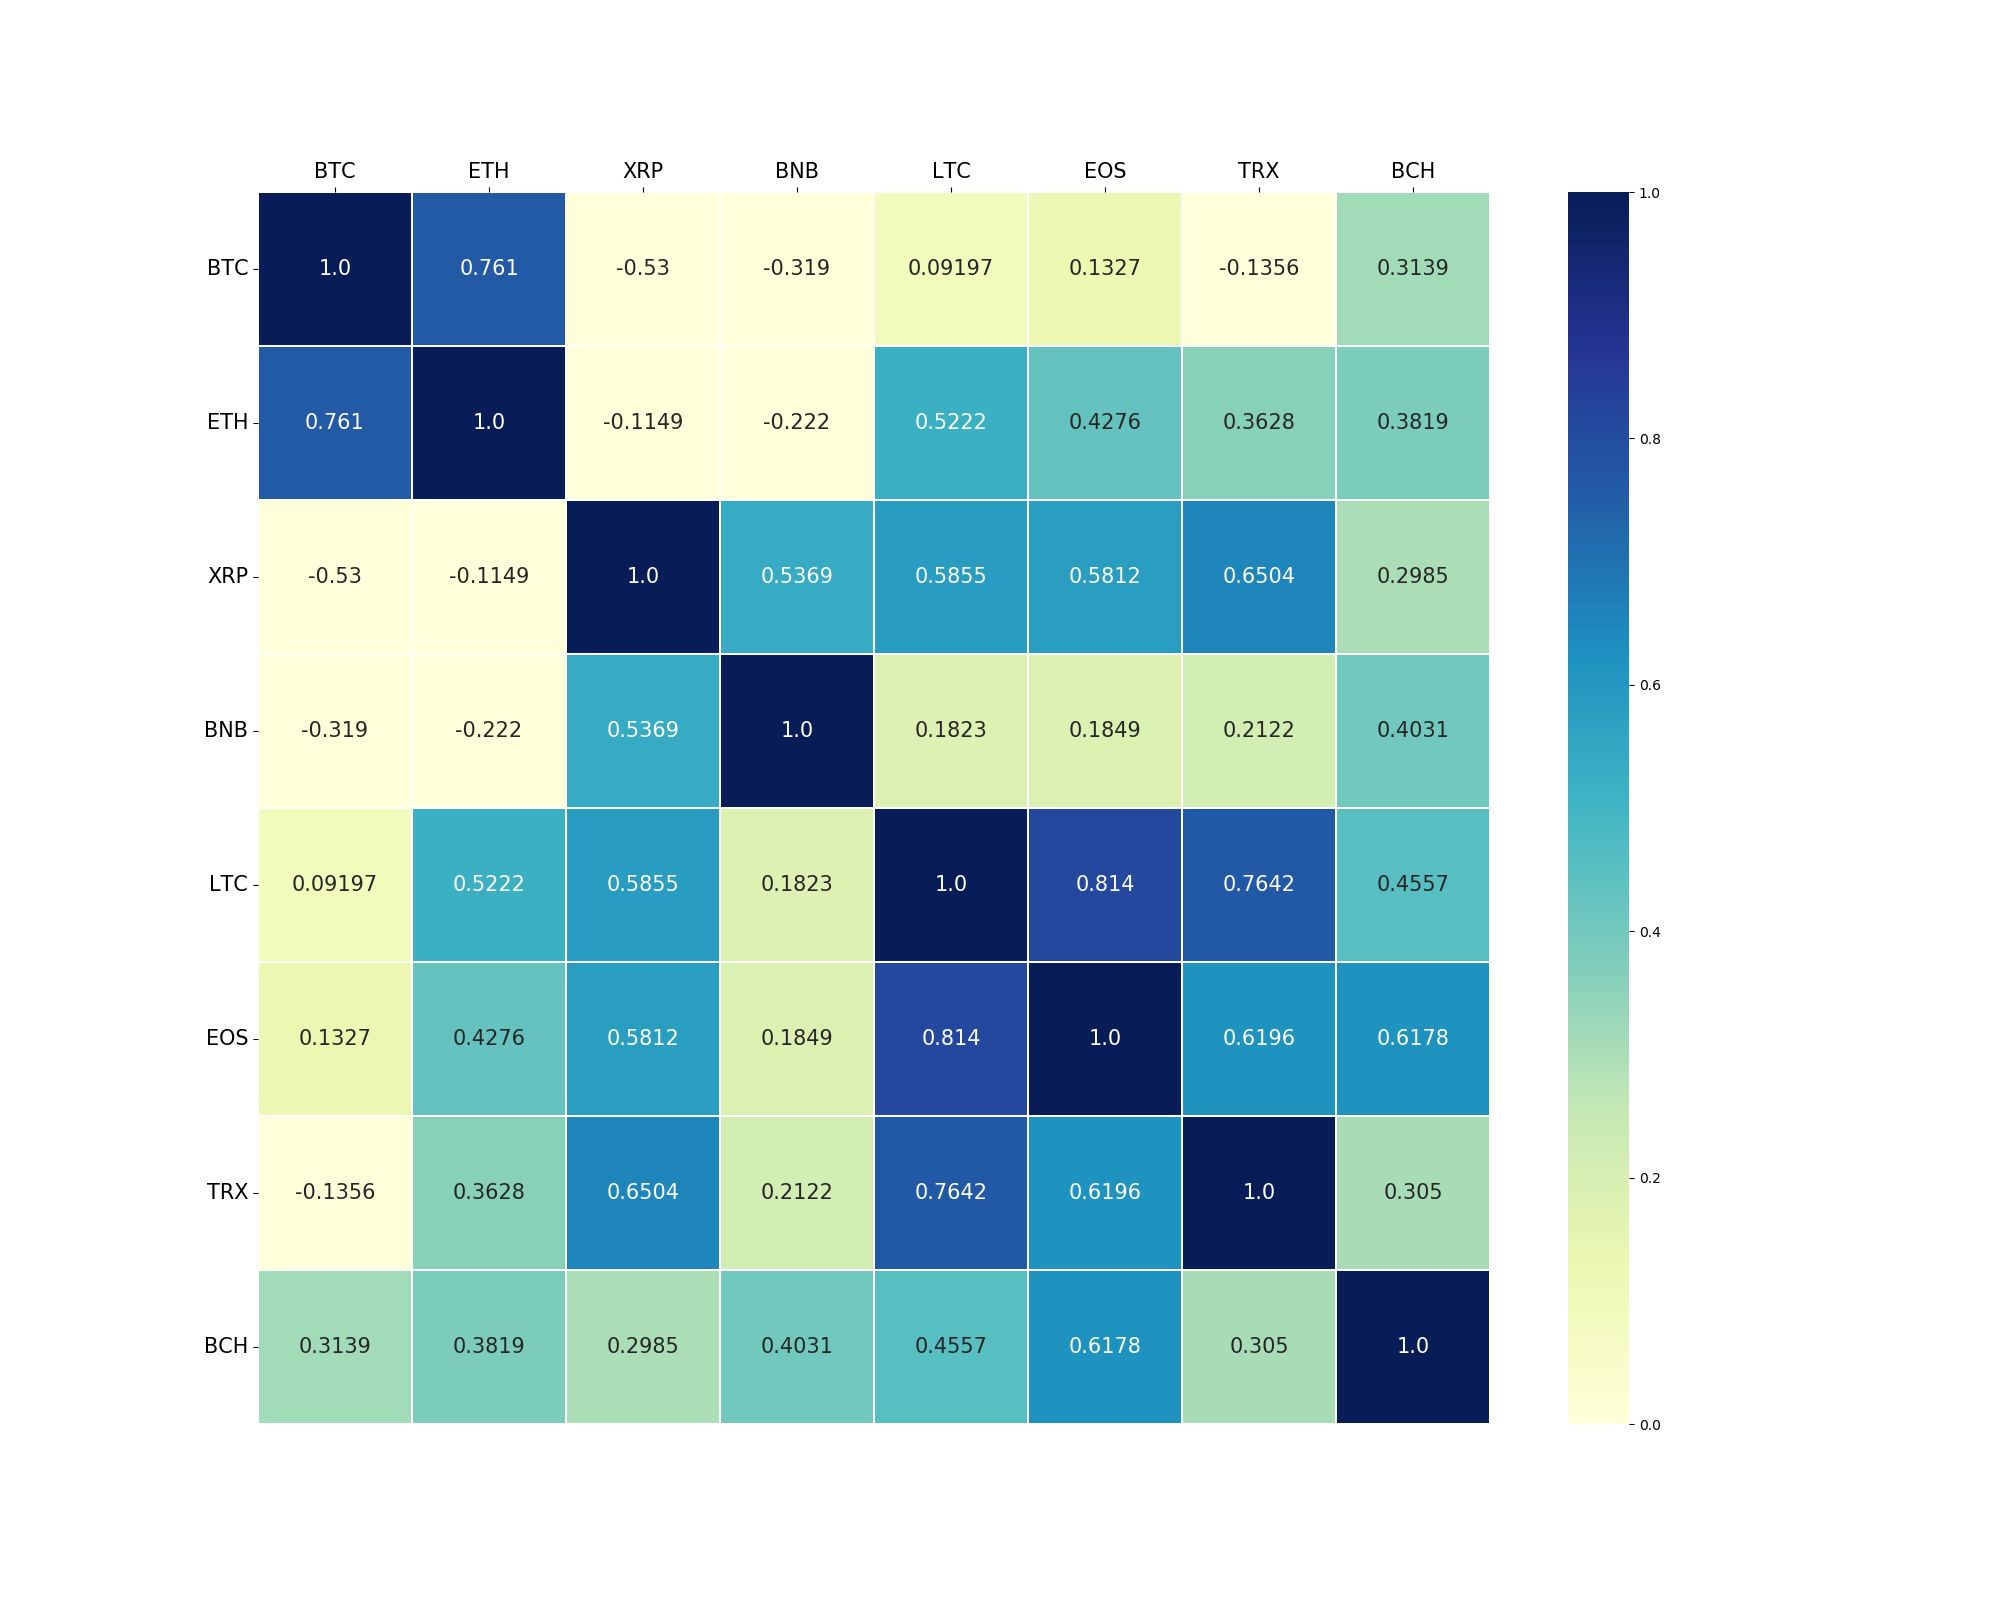 BTC ETH XRP BNB LTC EOS TRX BCH
BTC 1.0 0.761 -0.53 -0.319 0.09197 0.1327 -0.1356 0.3139
ETH 0.761 1.0 -0.1149 -0.222 0.5222 0.4276 0.3628 0.3819
XRP -0.53 -0.1149 1.0 0.5369 0.5855 0.5812 0.6504 0.2985
BNB -0.319 -0.222 0.5369 1.0 0.1823 0.1849 0.2122 0.4031
LTC 0.09197 0.5222 0.5855 0.1823 1.0 0.814 0.7642 0.4557
EOS 0.1327 0.4276 0.5812 0.1849 0.814 1.0 0.6196 0.6178
TRX -0.1356 0.3628 0.6504 0.2122 0.7642 0.6196 1.0 0.305
BCH 0.3139 0.3819 0.2985 0.4031 0.4557 0.6178 0.305 1.0
1.0
0.8
0.6
0.4
0.2
0.0